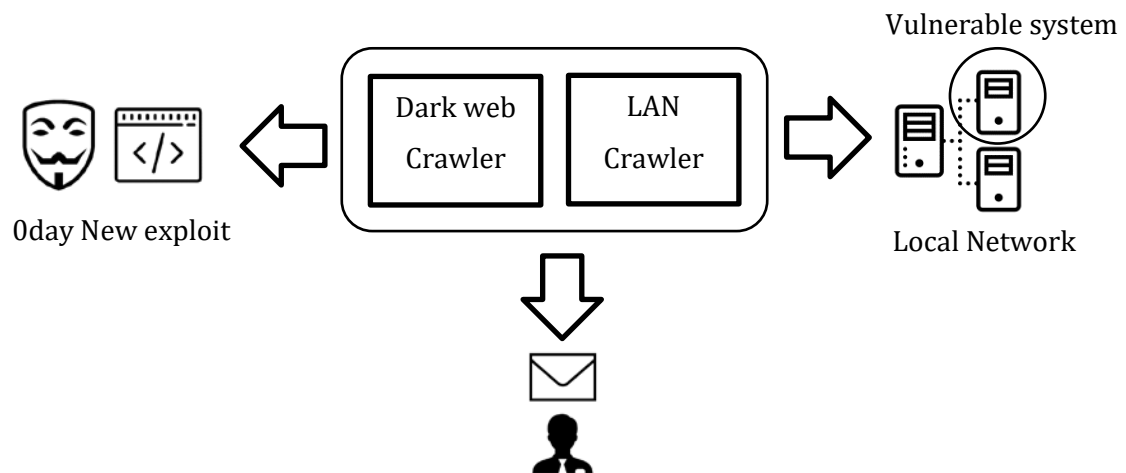 Vulnerable system
Dark web
Crawler
LAN
Crawler
</>
0day New exploit
Local Network